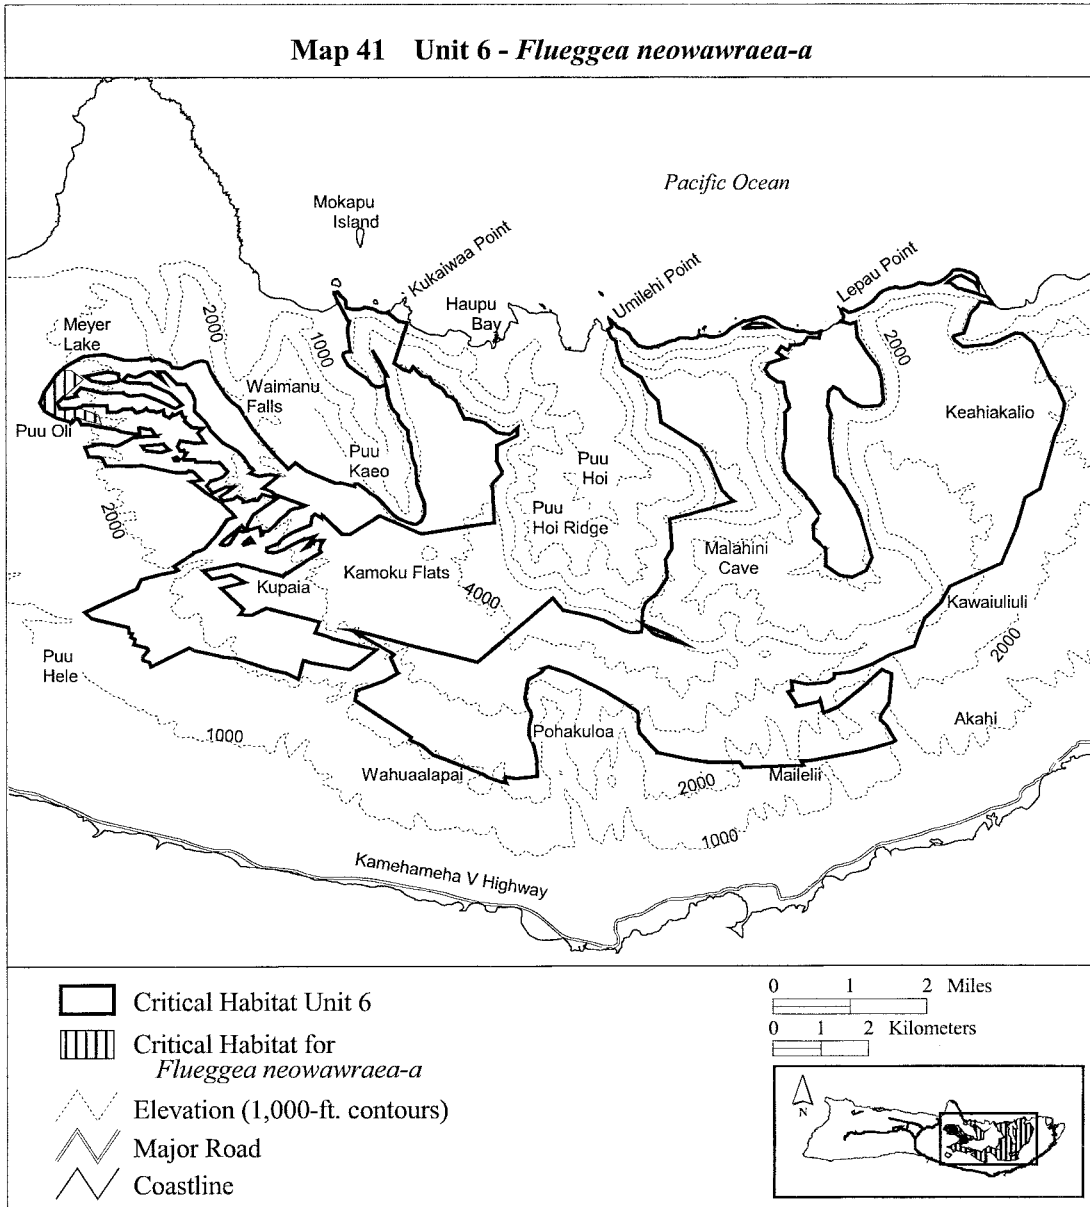 Map 41 Unit 6 - Flueggea neowawraea-a
Pacific Ocean
Mokapu
Island
Kukaiwaa Point
Haupu
Bay
Umilehi Point
Lepau Point
Meyer
Lake
2000
1000
2000
Waimanu
Falls
Keahiakalio
Puu Oli
Puu
Kaeo
Puu
Hoi
Puu
Hoi Ridge
2000
Malahini
Cave
Kupaia
Kamoku Flats
4000
Kawaiuliuli
2000
Puu
Hele
Akahi
1000
Pohakuloa
Wahuaalapai
Mailelii
2000
1000
Kamehameha V Highway
Critical Habitat Unit 6
Critical Habitat for
Flueggea neowawraea-a
Elevation (1,000-ft. contours)
Major Road
Coastline
0 1 2 Miles
0 1 2 Kilometers
N